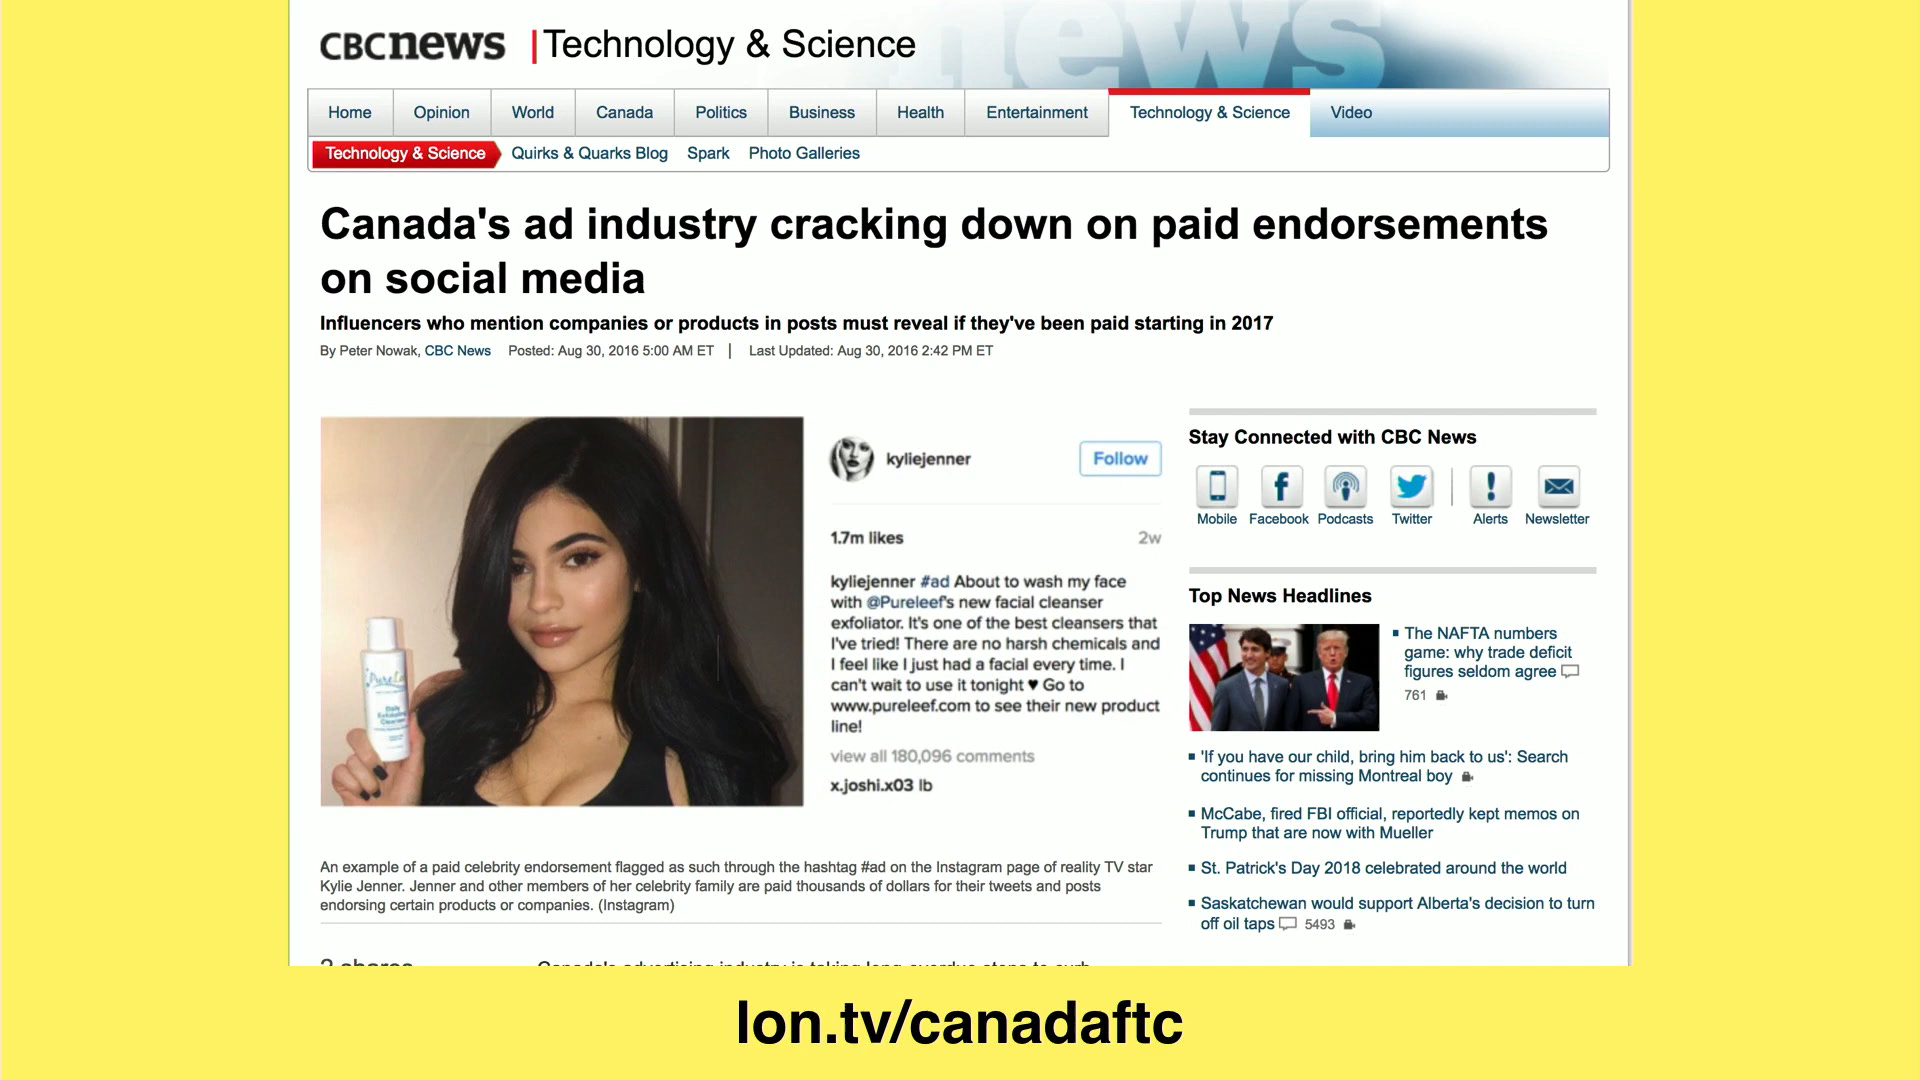 CBCnews | Technology & Science
news
Home Opinion World Canada Politics Business Health Entertainment Technology & Science Video
Technology & Science Quirks & Quarks Blog Spark Photo Galleries
Canada's ad industry cracking down on paid endorsements
on social media
Influencers who mention companies or products in posts must reveal if they've been paid starting in 2017
By Peter Nowak, CBC News Posted: Aug 30, 2016 5:00 AM ET | Last Updated: Aug 30, 2016 2:42 PM ET
kyliejenner Follow
1.7m likes 2w
kyliejenner #ad About to wash my face
with @Pureleef's new facial cleanser
exfoliator. It's one of the best cleansers that
I've tried! There are no harsh chemicals and
I feel like I just had a facial every time. I
can't wait to use it tonight ♥ Go to
www.pureleef.com to see their new product
line!
view all 180,096 comments
x.joshi.x03 lb
Daily
An example of a paid celebrity endorsement flagged as such through the hashtag #ad on the Instagram page of reality TV star
Kylie Jenner. Jenner and other members of her celebrity family are paid thousands of dollars for their tweets and posts
endorsing certain products or companies. (Instagram)
Stay Connected with CBC News
Mobile Facebook Podcasts Twitter Alerts Newsletter
Top News Headlines
The NAFTA numbers
game: why trade deficit
figures seldom agree
761
'If you have our child, bring him back to us': Search
continues for missing Montreal boy
McCabe, fired FBI official, reportedly kept memos on
Trump that are now with Mueller
St. Patrick's Day 2018 celebrated around the world
Saskatchewan would support Alberta's decision to turn
off oil taps 5493
lon.tv/canadaftc